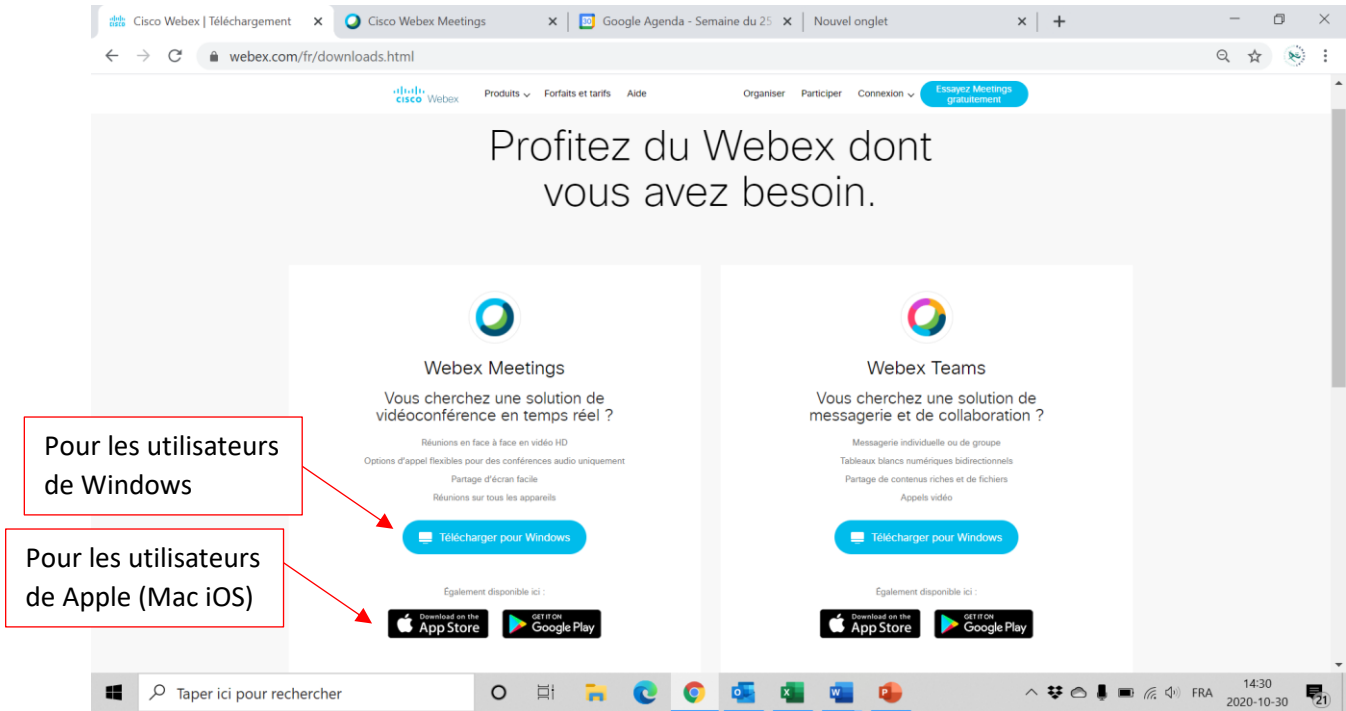 Cisco Webex | Téléchargement
Cisco Webex Meetings
Google Agenda - Semaine du 25
Nouvel onglet
webex.com/fr/downloads.html
cisco Webex
Produits
Forfaits et tarifs
Aide
Organiser
Participer
Connexion
Essayez Meetings
gratuitement
Profitez du Webex dont
vous avez besoin.
Webex Meetings
Vous cherchez une solution de
vidéoconférence en temps réel ?
Réunions en face à face en vidéo HD
Options d'appel flexibles pour des conférences audio uniquement
Partage d'écran facile
Réunions sur tous les appareils
Télécharger pour Windows
Également disponible ici :
Download on the
App Store
GET IT ON
Google Play
Webex Teams
Vous cherchez une solution de
messagerie et de collaboration ?
Messagerie individuelle ou de groupe
Tableaux blancs numériques bidirectionnels
Partage de contenus riches et de fichiers
Appels vidéo
Télécharger pour Windows
Également disponible ici :
Download on the
App Store
GET IT ON
Google Play
Pour les utilisateurs
de Windows
Pour les utilisateurs
de Apple (Mac iOS)
Taper ici pour rechercher
FRA
14:30
2020-10-30
21